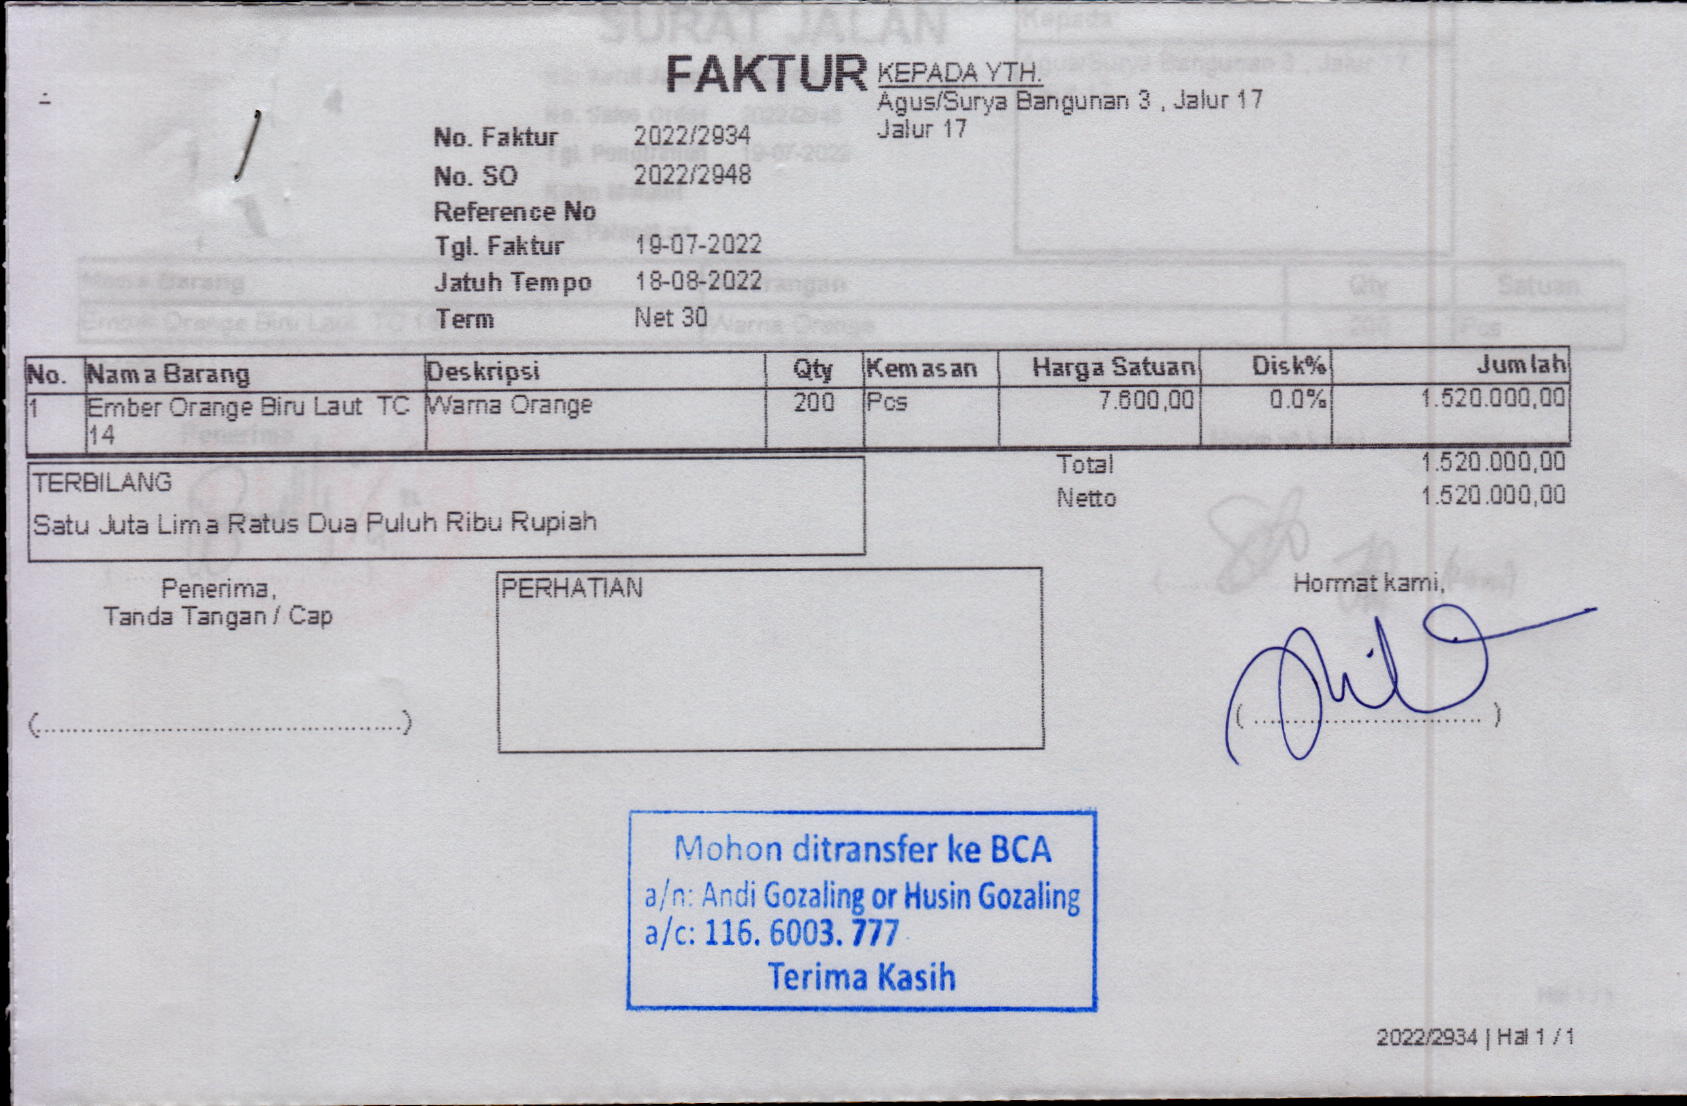 FAKTUR
KEPADA YTH.
Agus/Surya Bangunan 3 , Jalur 17
Jalur 17
No. Faktur 2022/2934
No. SO 2022/2948
Reference No
Tgl. Faktur 19-07-2022
Jatuh Tempo 18-08-2022
Term Net 30
No. Nama Barang Deskripsi Qty Kemasan Harga Satuan Disk% Jumlah
1 Ember Orange Biru Laut TC Warna Orange 200 Pcs 7.600,00 0.0% 1.520.000,00
14
Total 1.520.000,00
Netto 1.520.000,00
TERBILANG
Satu Juta Lima Ratus Dua Puluh Ribu Rupiah
Penerima,
Tanda Tangan / Cap
(..................................................)
PERHATIAN
Hormat kami,
( ............................... )
Mohon ditransfer ke BCA
a/n: Andi Gozaling or Husin Gozaling
a/c: 116. 6003. 777
Terima Kasih
2022/2934 | Hal 1 / 1